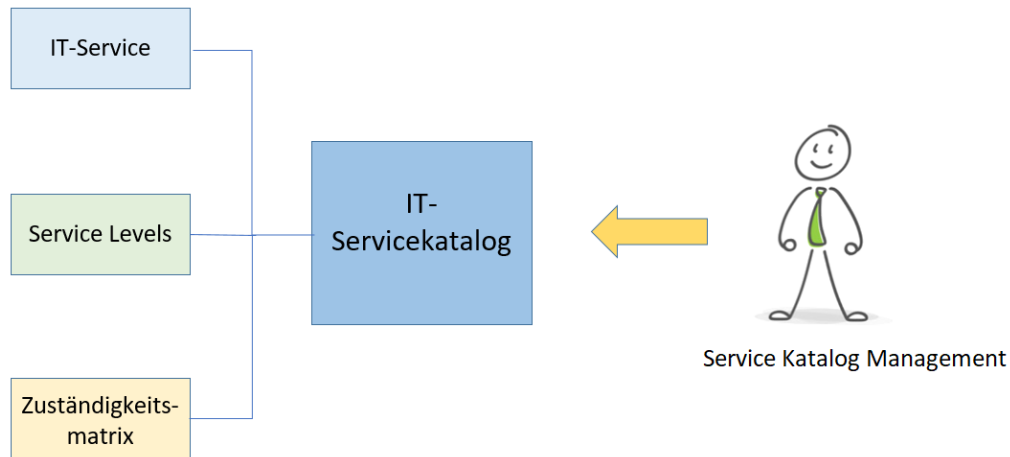 IT-Service
Service Levels
Zuständigkeits-
matrix
IT-
Servicekatalog
Service Katalog Management